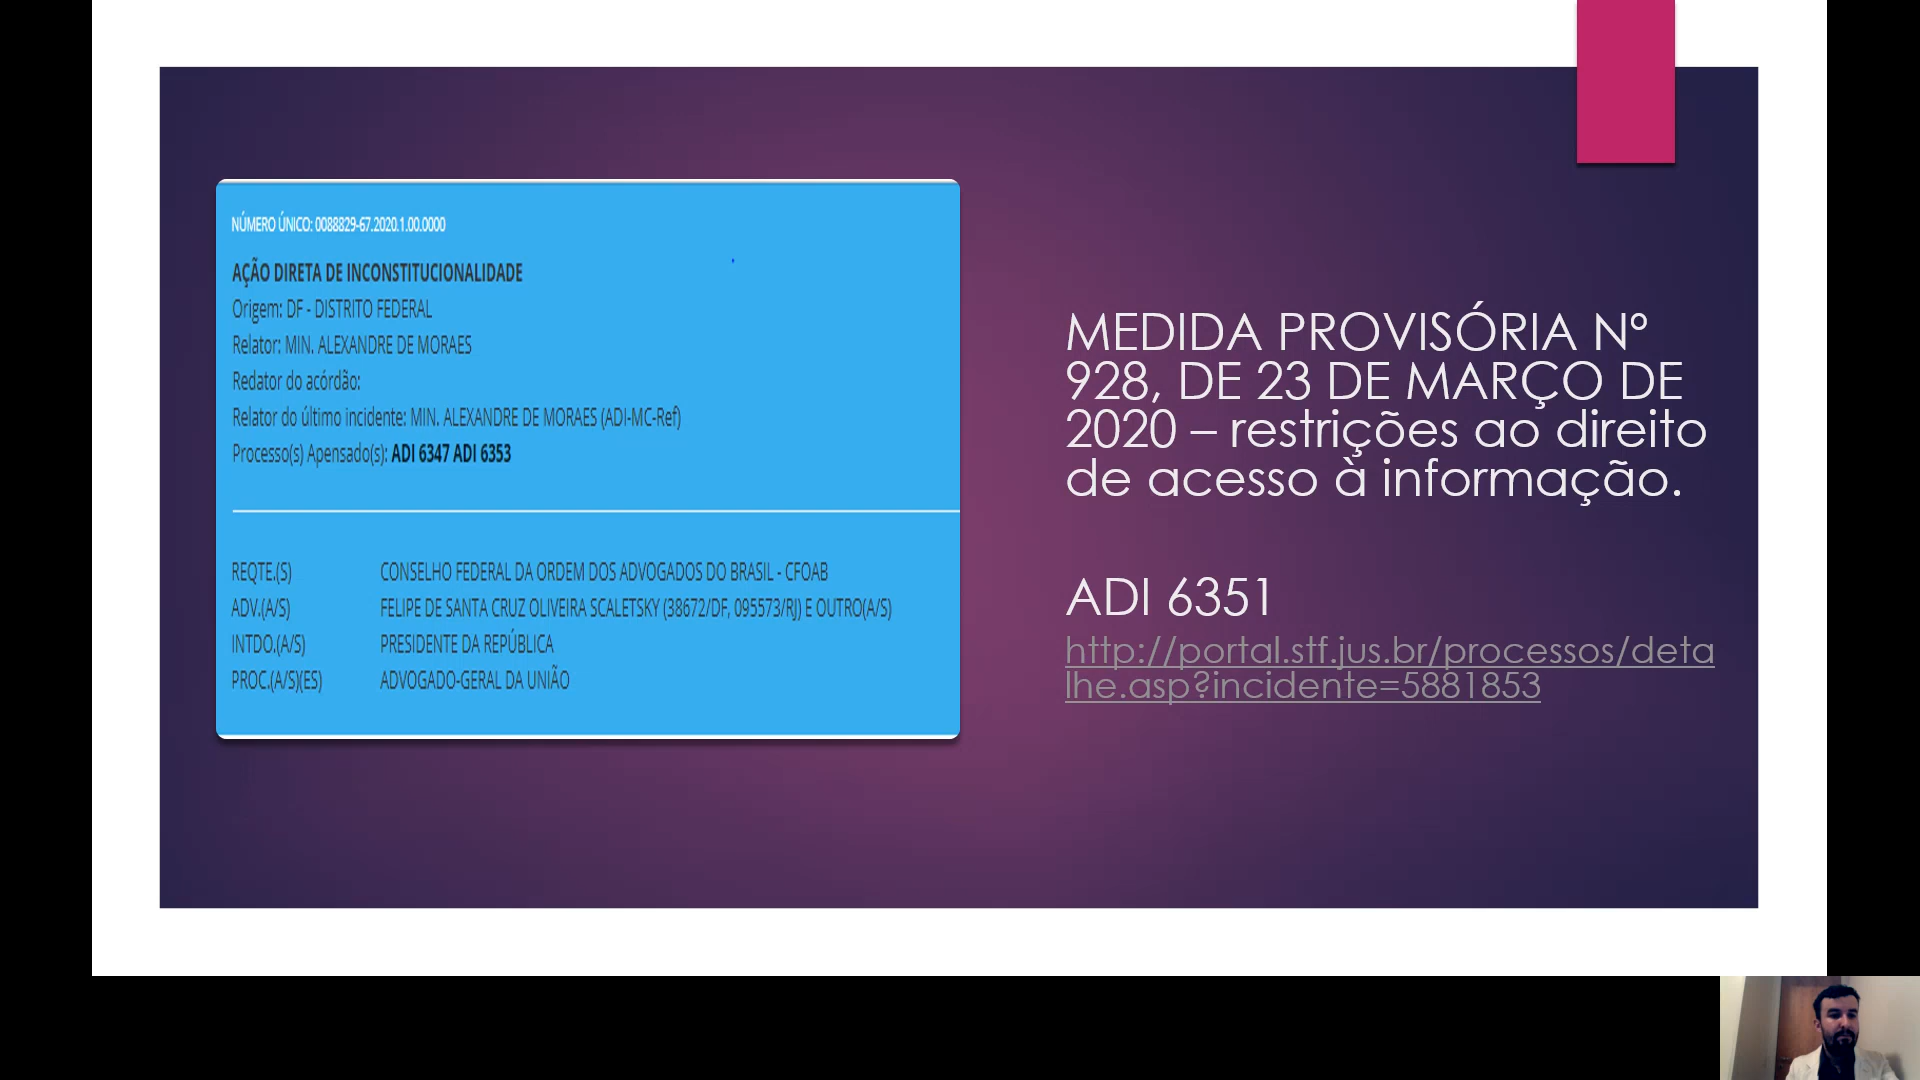 NÚMERO ÚNICO: 0088829-67.2020.1.00.0000
AÇÃO DIRETA DE INCONSTITUCIONALIDADE
Origem: DF - DISTRITO FEDERAL
Relator: MIN. ALEXANDRE DE MORAES
Redator do acórdão:
Relator do último incidente: MIN. ALEXANDRE DE MORAES (ADI-MC-Ref)
Processo(s) Apensado(s): ADI 6347 ADI 6353
REQTE.(S) CONSELHO FEDERAL DA ORDEM DOS ADVOGADOS DO BRASIL - CFOAB
ADV.(A/S) FELIPE DE SANTA CRUZ OLIVEIRA SCALETSKY (38672/DF, 095573/RJ) E OUTRO(A/S)
INTDO.(A/S) PRESIDENTE DA REPÚBLICA
PROC.(A/S)(ES) ADVOGADO-GERAL DA UNIÃO
MEDIDA PROVISÓRIA Nº
928, DE 23 DE MARÇO DE
2020 – restrições ao direito
de acesso à informação.
ADI 6351
http://portal.stf.jus.br/processos/deta
lhe.asp?incidente=5881853